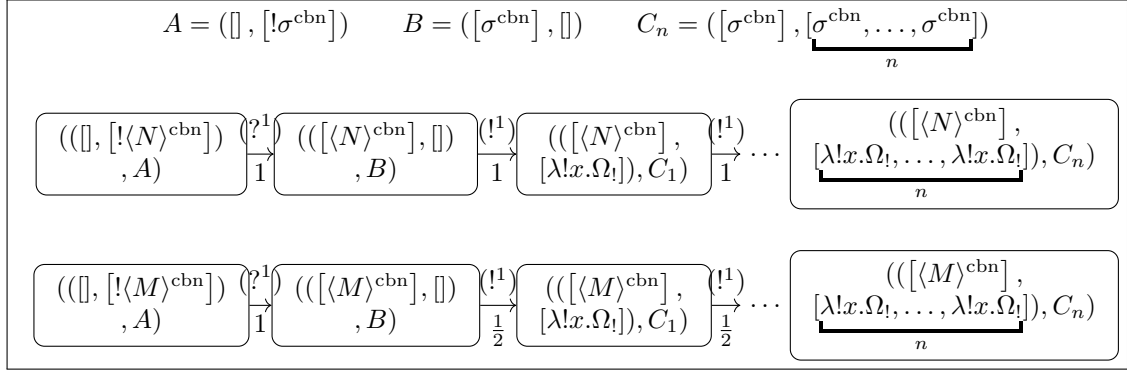 A = ([], [!σ^cbn]) B = ([σ^cbn], []) C_n = ([σ^cbn], [σ^cbn, …, σ^cbn])
n
(([], [!⟨N⟩^cbn]) , A) (?^1) 1 (([⟨N⟩^cbn], []) , B) (!^1) 1 (([⟨N⟩^cbn], [λ!x.Ω_!]), C_1) (!^1) 1 ⋯ (([⟨N⟩^cbn], [λ!x.Ω_!, …, λ!x.Ω_!]), C_n)
n
(([], [!⟨M⟩^cbn]) , A) (?^1) 1 (([⟨M⟩^cbn], []) , B) (!^1) 1/2 (([⟨M⟩^cbn], [λ!x.Ω_!]), C_1) (!^1) 1/2 ⋯ (([⟨M⟩^cbn], [λ!x.Ω_!, …, λ!x.Ω_!]), C_n)
n